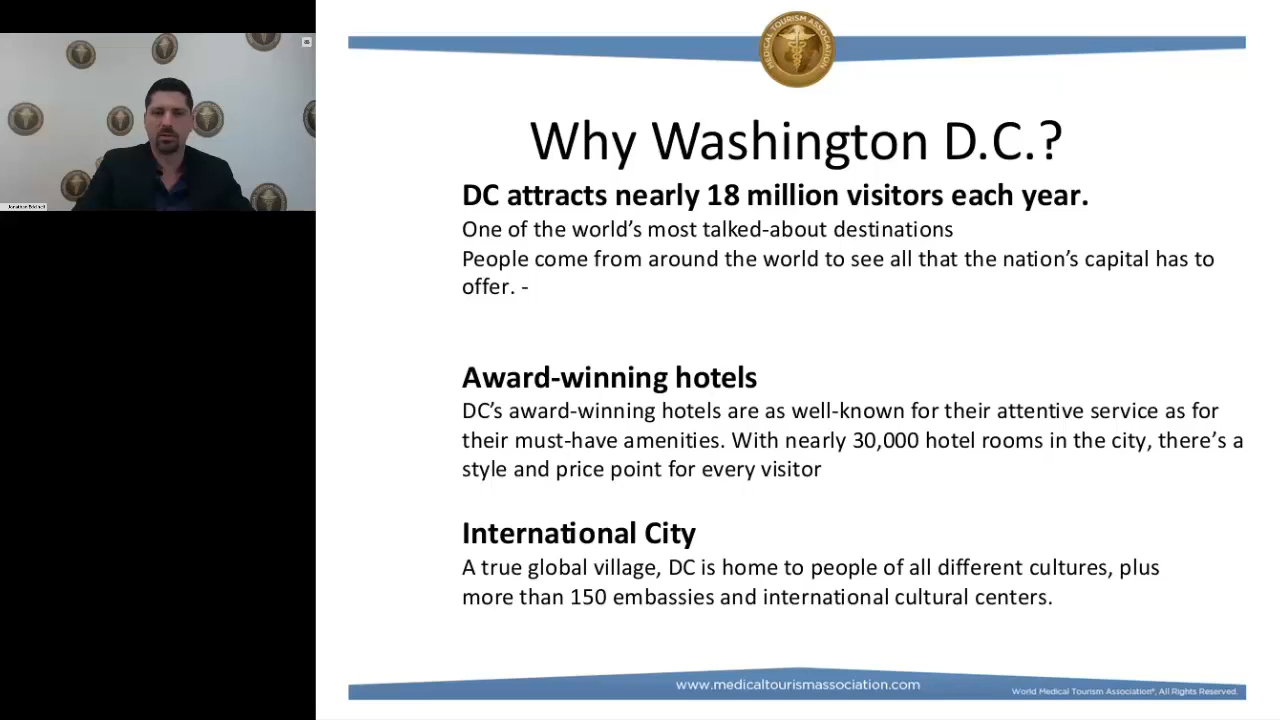 MEDICAL TOURISM ASSOCIATION
Why Washington D.C.?
DC attracts nearly 18 million visitors each year.
One of the world's most talked-about destinations
People come from around the world to see all that the nation's capital has to
offer. -
Award-winning hotels
DC's award-winning hotels are as well-known for their attentive service as for
their must-have amenities. With nearly 30,000 hotel rooms in the city, there's a
style and price point for every visitor
International City
A true global village, DC is home to people of all different cultures, plus
more than 150 embassies and international cultural centers.
www.medicaltourismassociation.com
World Medical Tourism Association®, All Rights Reserved.
Jonathan